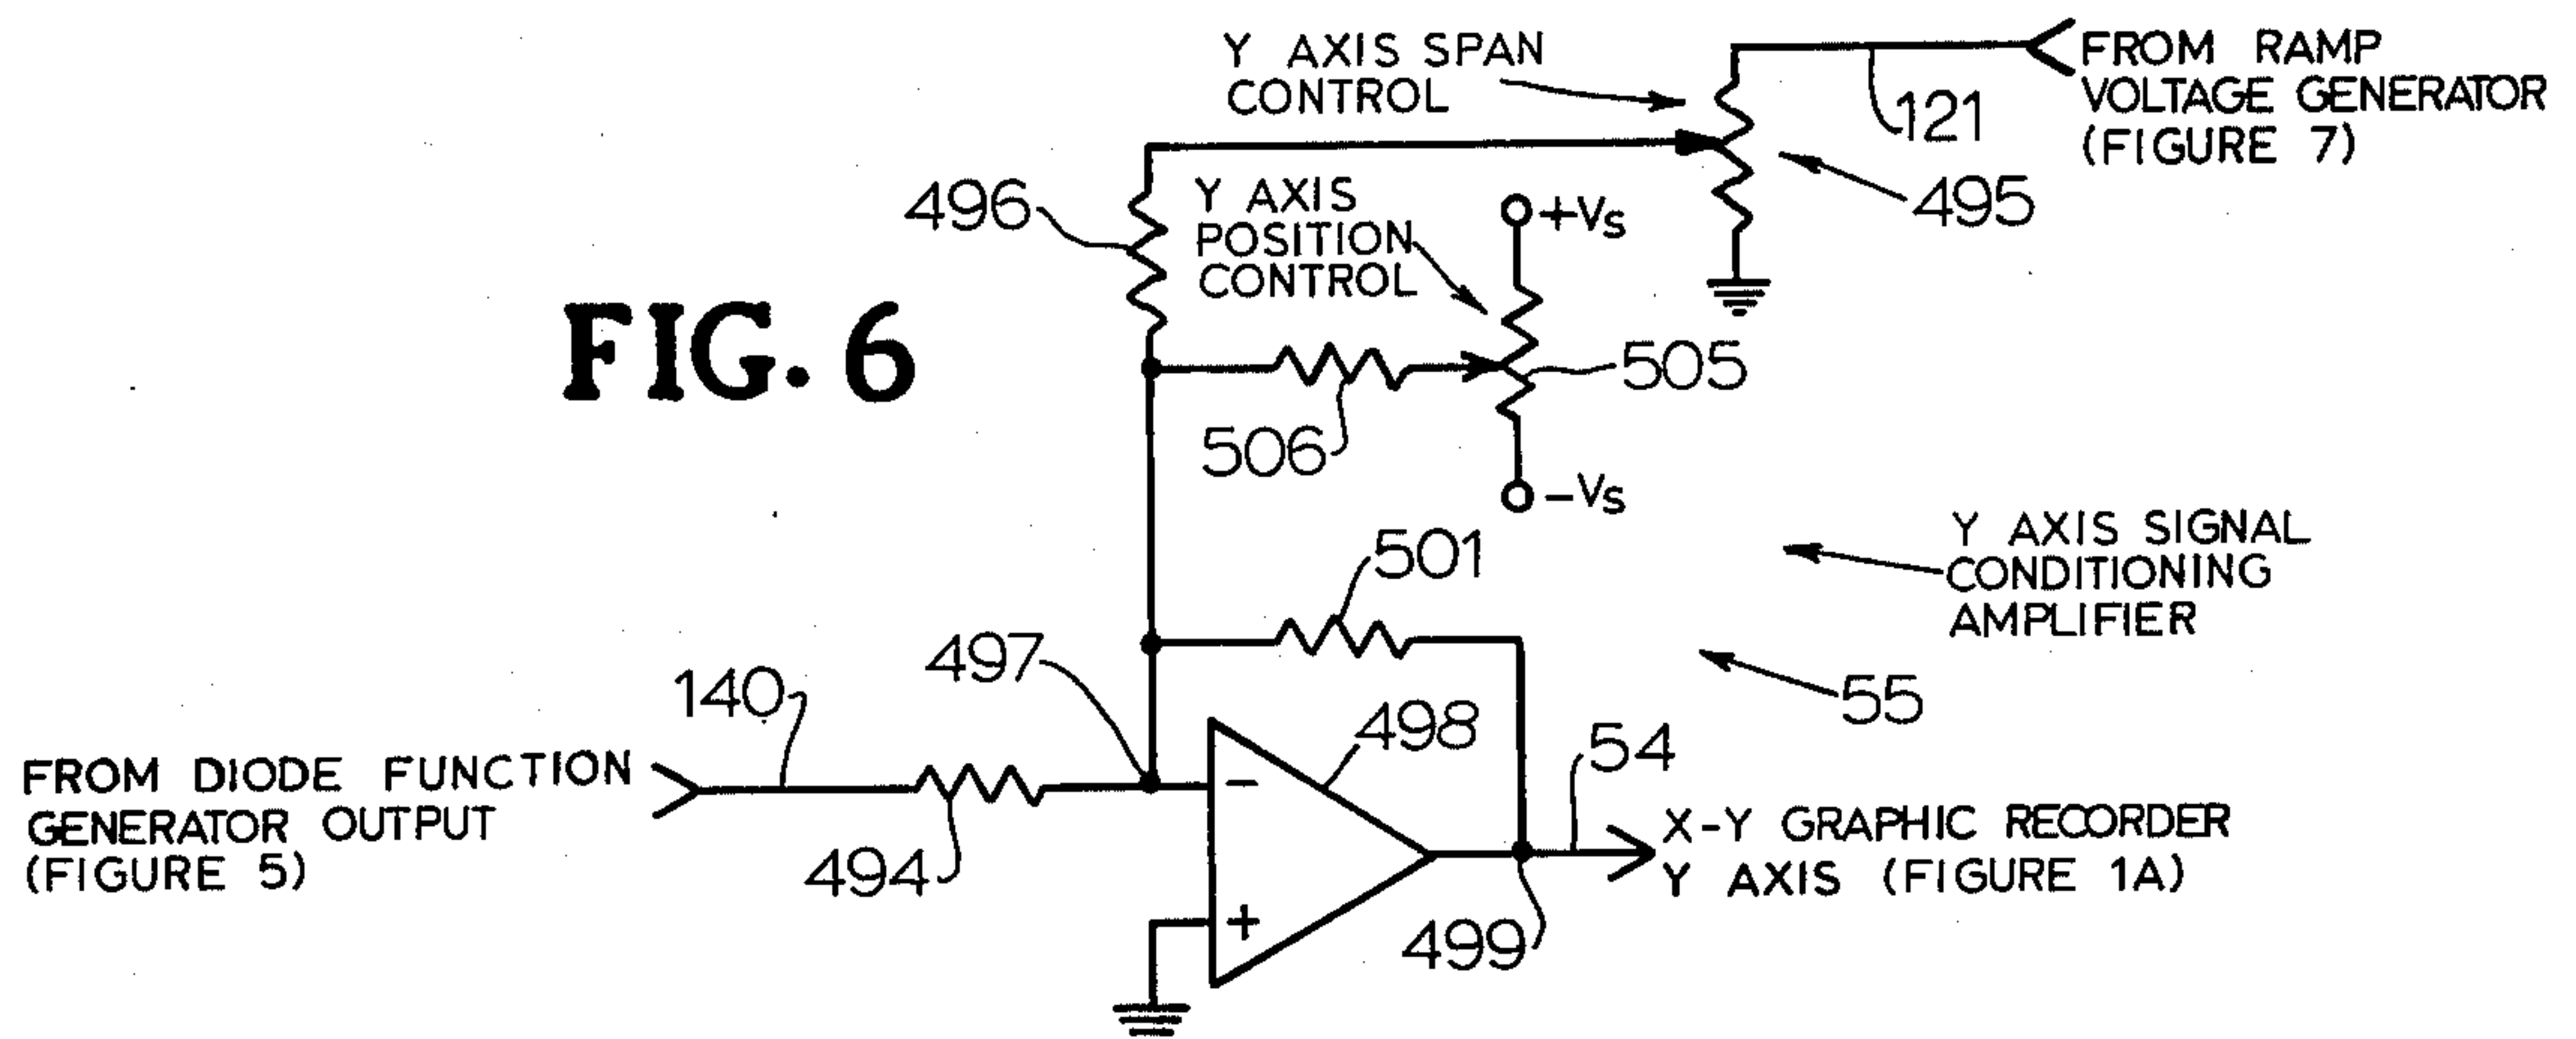 Y AXIS SPAN
CONTROL
FROM RAMP
VOLTAGE GENERATOR
(FIGURE 7)
121
495
496
Y AXIS
POSITION
CONTROL
+VS
FIG. 6
505
506
-VS
501
Y AXIS SIGNAL
CONDITIONING
AMPLIFIER
497
140
55
498
54
FROM DIODE FUNCTION
GENERATOR OUTPUT
(FIGURE 5)
-
494
+
499
X-Y GRAPHIC RECORDER
Y AXIS (FIGURE 1A)